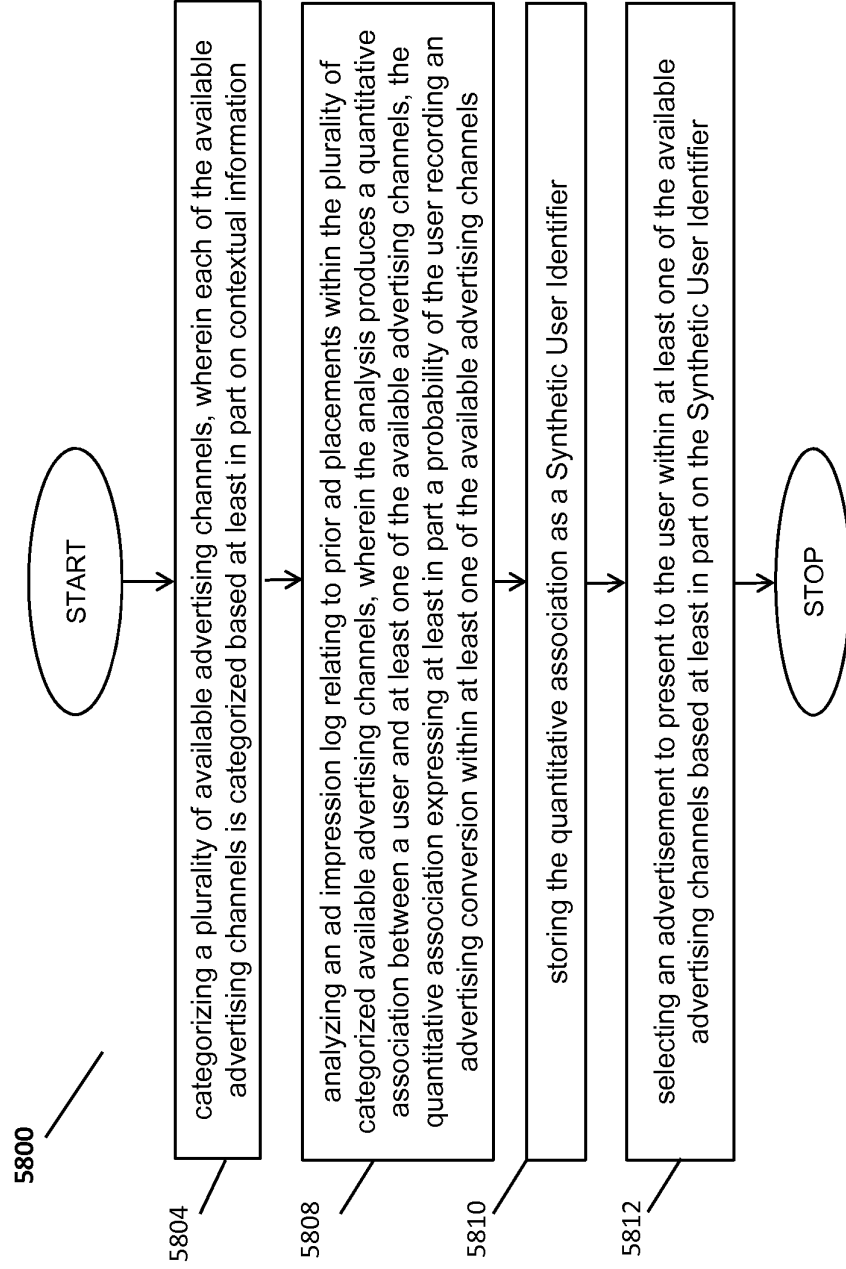 5800
START
5804
categorizing a plurality of available advertising channels, wherein each of the available
advertising channels is categorized based at least in part on contextual information
5808
analyzing an ad impression log relating to prior ad placements within the plurality of
categorized available advertising channels, wherein the analysis produces a quantitative
association between a user and at least one of the available advertising channels, the
quantitative association expressing at least in part a probability of the user recording an
advertising conversion within at least one of the available advertising channels
5810
storing the quantitative association as a Synthetic User Identifier
5812
selecting an advertisement to present to the user within at least one of the available
advertising channels based at least in part on the Synthetic User Identifier
STOP